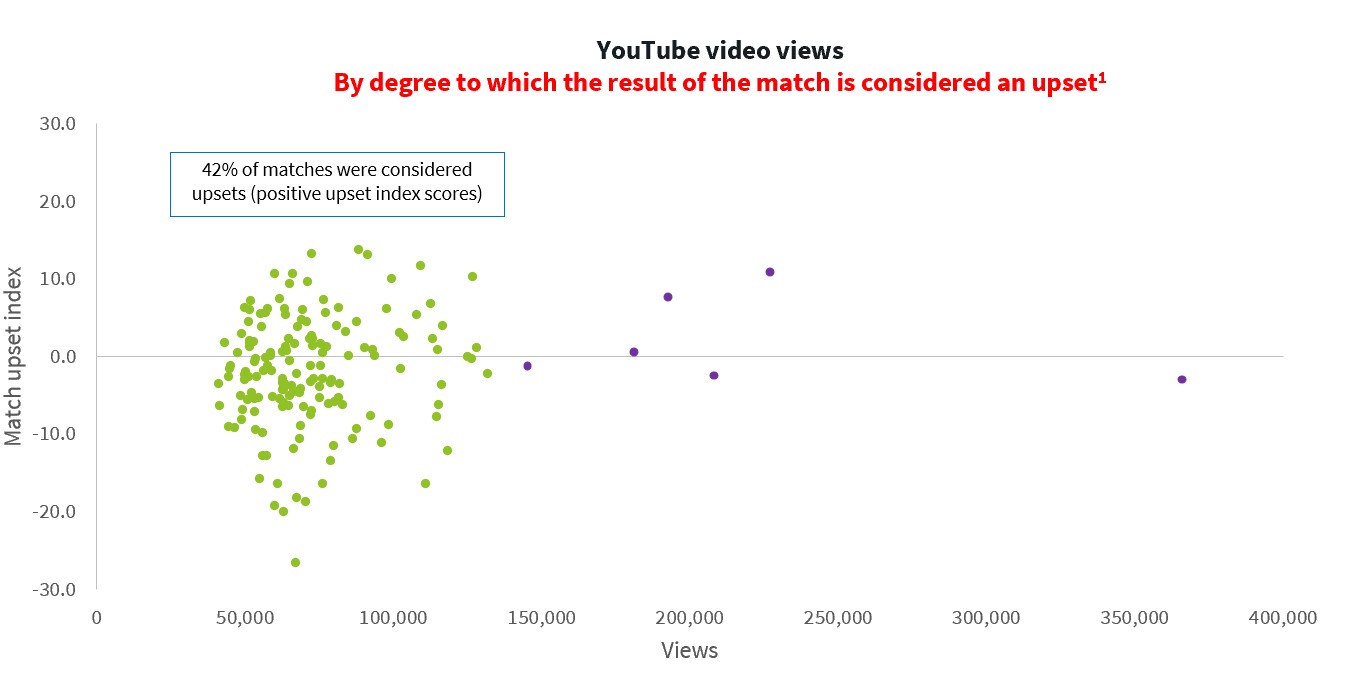 YouTube video views
By degree to which the result of the match is considered an upset¹
30.0
42% of matches were considered
upsets (positive upset index scores)
20.0
10.0
0.0
-10.0
-20.0
-30.0
Match upset index
0
50,000
100,000
150,000
200,000
250,000
300,000
350,000
400,000
Views